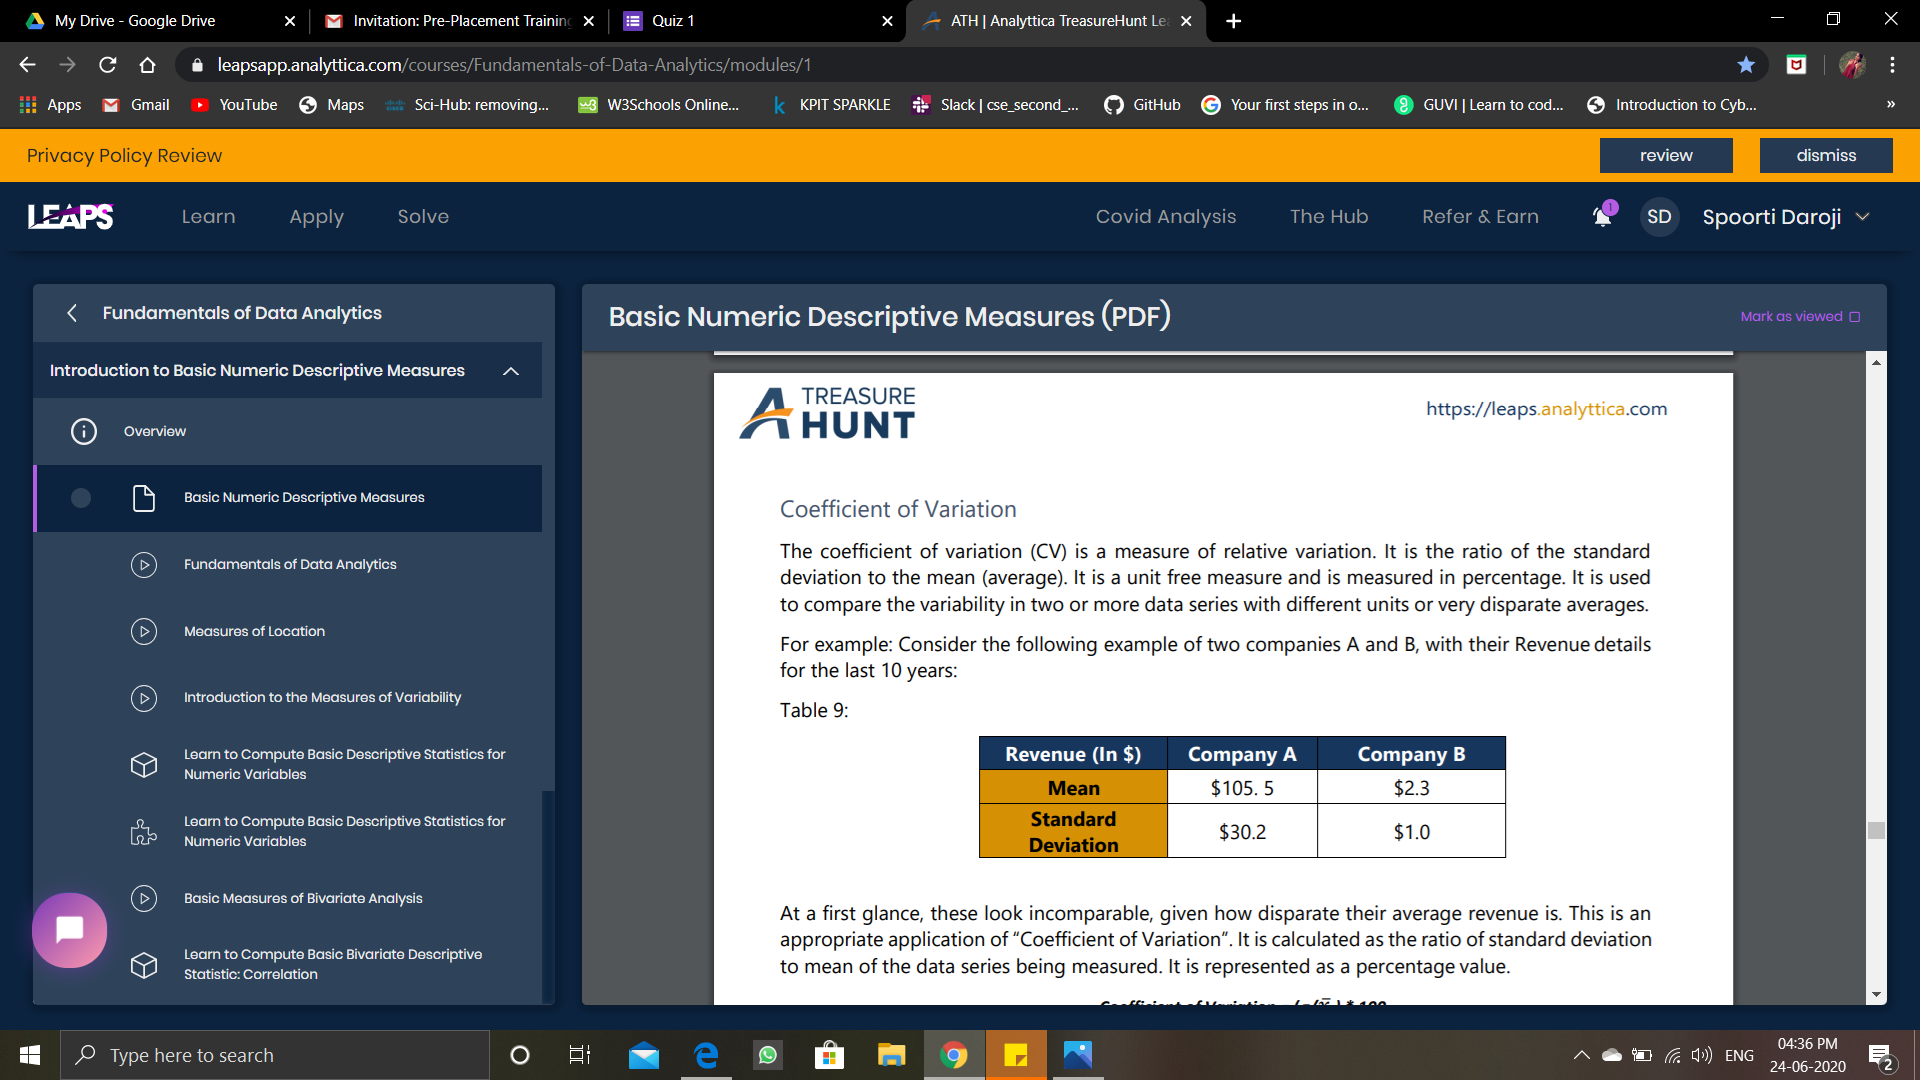 My Drive - Google Drive
Invitation: Pre-Placement Training
Quiz 1
ATH | Analyttica TreasureHunt Le
leapsapp.analyttica.com/courses/Fundamentals-of-Data-Analytics/modules/1
Apps
Gmail
YouTube
Maps
Sci-Hub: removing...
W3Schools Online...
KPIT SPARKLE
Slack | cse_second_...
GitHub
Your first steps in o...
GUVI | Learn to cod...
Introduction to Cyb...
»
Privacy Policy Review
review
dismiss
LEAPS
Learn
Apply
Solve
Covid Analysis
The Hub
Refer & Earn
1
SD
Spoorti Daroji
Fundamentals of Data Analytics
Introduction to Basic Numeric Descriptive Measures
Overview
Basic Numeric Descriptive Measures
Fundamentals of Data Analytics
Measures of Location
Introduction to the Measures of Variability
Learn to Compute Basic Descriptive Statistics for
Numeric Variables
Learn to Compute Basic Descriptive Statistics for
Numeric Variables
Basic Measures of Bivariate Analysis
Learn to Compute Basic Bivariate Descriptive
Statistic: Correlation
Basic Numeric Descriptive Measures (PDF)
Mark as viewed
TREASURE
HUNT
https://leaps.analyttica.com
Coefficient of Variation
The coefficient of variation (CV) is a measure of relative variation. It is the ratio of the standard
deviation to the mean (average). It is a unit free measure and is measured in percentage. It is used
to compare the variability in two or more data series with different units or very disparate averages.
For example: Consider the following example of two companies A and B, with their Revenue details
for the last 10 years:
Table 9:
Revenue (In $) Company A Company B
Mean $105. 5 $2.3
Standard
Deviation $30.2 $1.0
At a first glance, these look incomparable, given how disparate their average revenue is. This is an
appropriate application of “Coefficient of Variation”. It is calculated as the ratio of standard deviation
to mean of the data series being measured. It is represented as a percentage value.
Type here to search
ENG
04:36 PM
24-06-2020
2